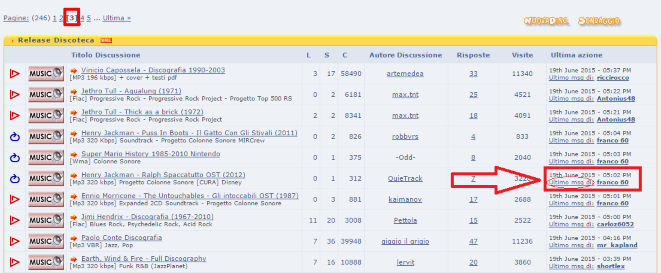 Pagine: (246) 1 2 [3] 4 5 ... Ultima »
NuovaDisc. Sondaggio
Release Discoteca
Titolo Discussione L S C Autore Discussione Risposte Visite Ultima azione
MUSIC Vinicio Capossela - Discografia 1990-2003 3 17 58490 artemedea 33 11340 19th June 2015 - 05:37 PM
[MP3 196 kbps] + cover + testi pdf Ultimo msg di: riccirocco
MUSIC Jethro Tull - Aqualung (1971) 0 2 6181 max.tnt 25 4521 19th June 2015 - 05:22 PM
[Flac] Progressive Rock - Progressive Rock Project - Progetto Top 500 RS Ultimo msg di: Antonius48
MUSIC Jethro Tull - Thick as a brick (1972) 2 2 8341 max.tnt 18 4091 19th June 2015 - 05:21 PM
[Flac] Progressive Rock - Progressive Rock Project Ultimo msg di: Antonius48
MUSIC Henry Jackman - Puss In Boots - Il Gatto Con Gli Stivali (2011) 0 2 826 robbyrs 4 833 19th June 2015 - 05:04 PM
[Mp3 320 Kbps] Soundtrack - Progetto Colonne Sonore MIRCrew Ultimo msg di: franco 60
MUSIC Super Mario History 1985-2010 Nintendo 0 1 375 -Odd- 8 2040 19th June 2015 - 05:03 PM
[Wma] Colonne Sonore Ultimo msg di: franco 60
MUSIC Henry Jackman - Ralph Spaccatutto OST (2012) 0 1 312 QuieTrack 7 19th June 2015 - 05:02 PM
[Mp3 320 kbps] Progetto Colonne Sonore [CURA] Disney Ultimo msg di: franco 60
MUSIC Ennio Morricone - The Untouchables - Gli intoccabili OST (1987) 0 3 881 kaimanov 17 2688 19th June 2015 - 05:01 PM
[Mp3 320 kbps] Expanded 2CD Soundtrack - Progetto Colonne Sonore Ultimo msg di: franco 60
MUSIC Jimi Hendrix - Discografia (1967-2010) 11 20 3008 Pettola 15 2522 19th June 2015 - 05:00 PM
[Flac] Blues Rock, Psychedelic Rock, Acid Rock Ultimo msg di: carloz6052
MUSIC Paolo Conte Discografia 7 36 39948 giggio il grigio 47 11236 19th June 2015 - 04:16 PM
[Mp3 VBR] Jazz, Pop Ultimo msg di: mr_kapland
MUSIC Earth, Wind & Fire - Full Discography 7 16 10888 lervit 20 3860 19th June 2015 - 03:36 PM
[Mp3 320 kbps] Funk R&B (JazzPlanet) Ultimo msg di: shortlex